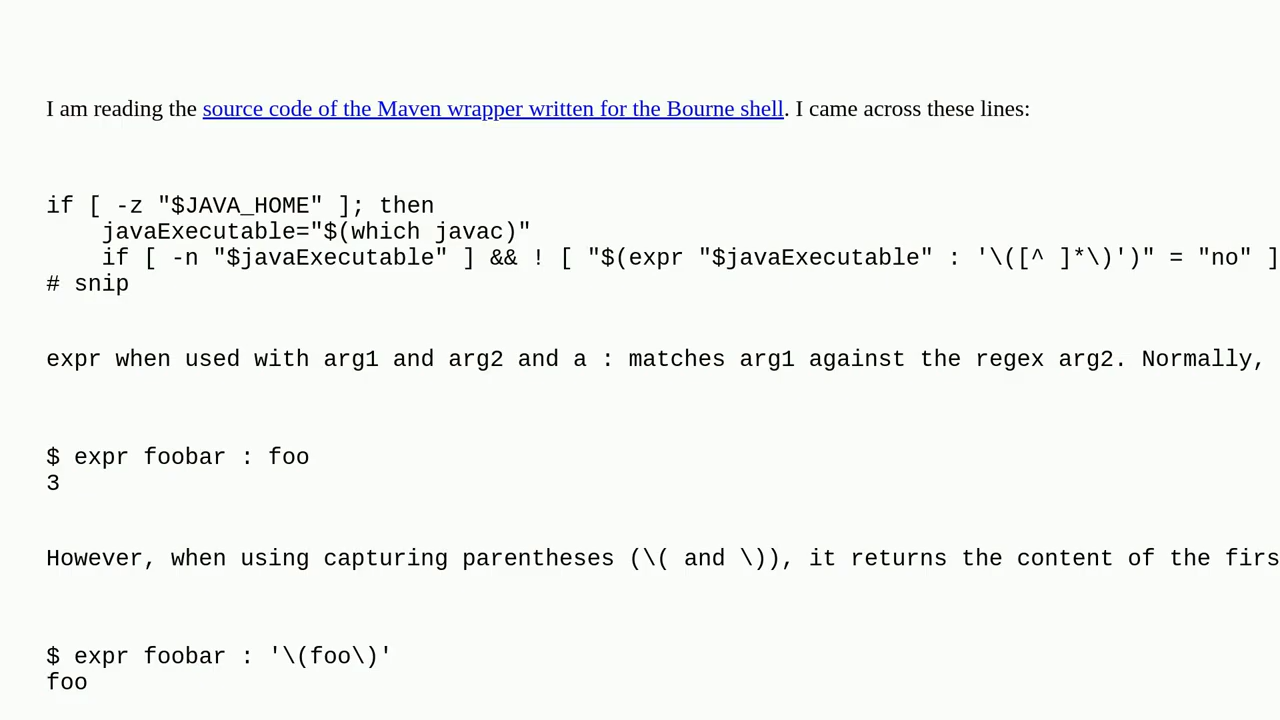 I am reading the source code of the Maven wrapper written for the Bourne shell. I came across these lines:
if [ -z "$JAVA_HOME" ]; then
    javaExecutable="$(which javac)"
    if [ -n "$javaExecutable" ] && ! [ "$(expr "$javaExecutable" : '\([^ ]*\)')" = "no" ]
# snip
expr when used with arg1 and arg2 and a : matches arg1 against the regex arg2. Normally,
$ expr foobar : foo
3
However, when using capturing parentheses (\( and \)), it returns the content of the firs
$ expr foobar : '\(foo\)'
foo